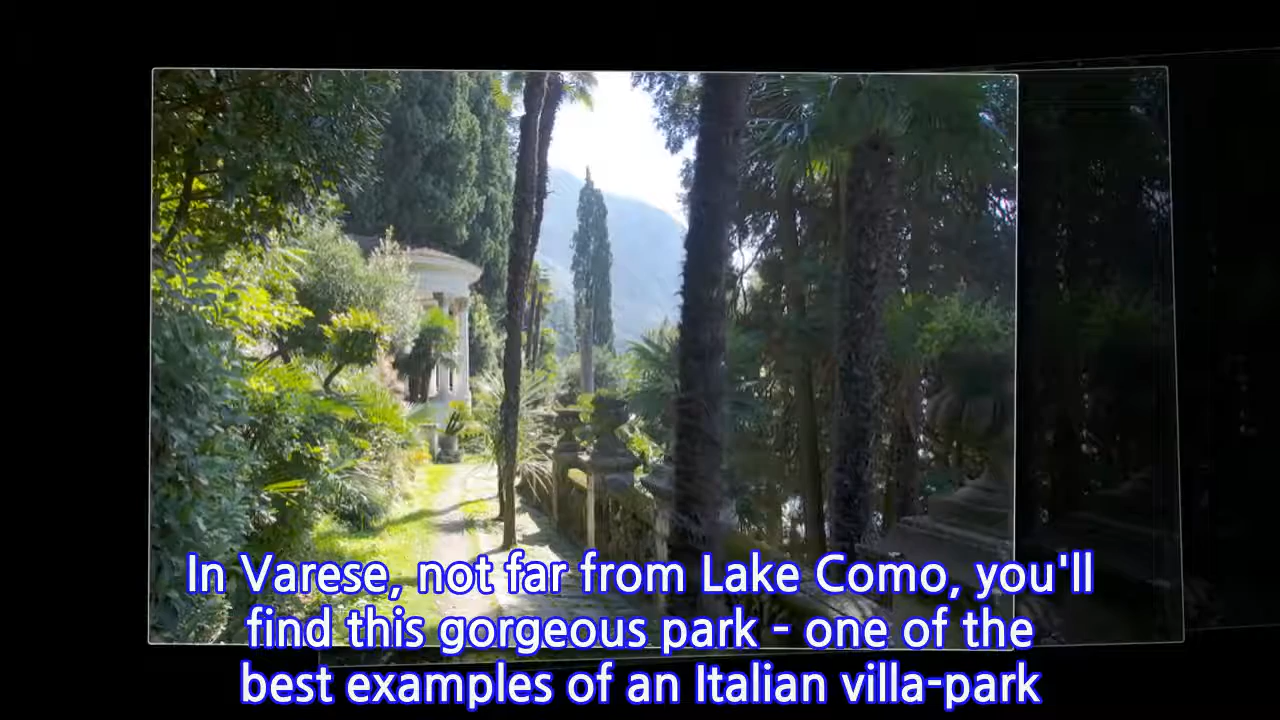 In Varese, not far from Lake Como, you'll
find this gorgeous park - one of the
best examples of an Italian villa-park